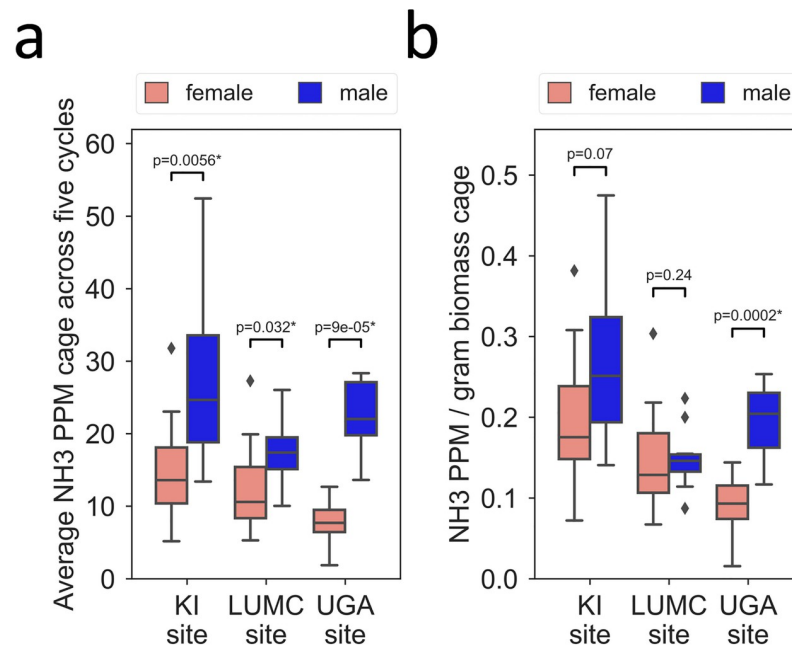 a
female male
Average NH3 PPM cage across five cycles
60
50
40
30
20
10
0
p=0.0056*
p=0.032*
p=9e-05*
KI
site
LUMC
site
UGA
site
b
female male
NH3 PPM / gram biomass cage
0.5
0.4
0.3
0.2
0.1
0.0
p=0.07
p=0.24
p=0.0002*
KI
site
LUMC
site
UGA
site